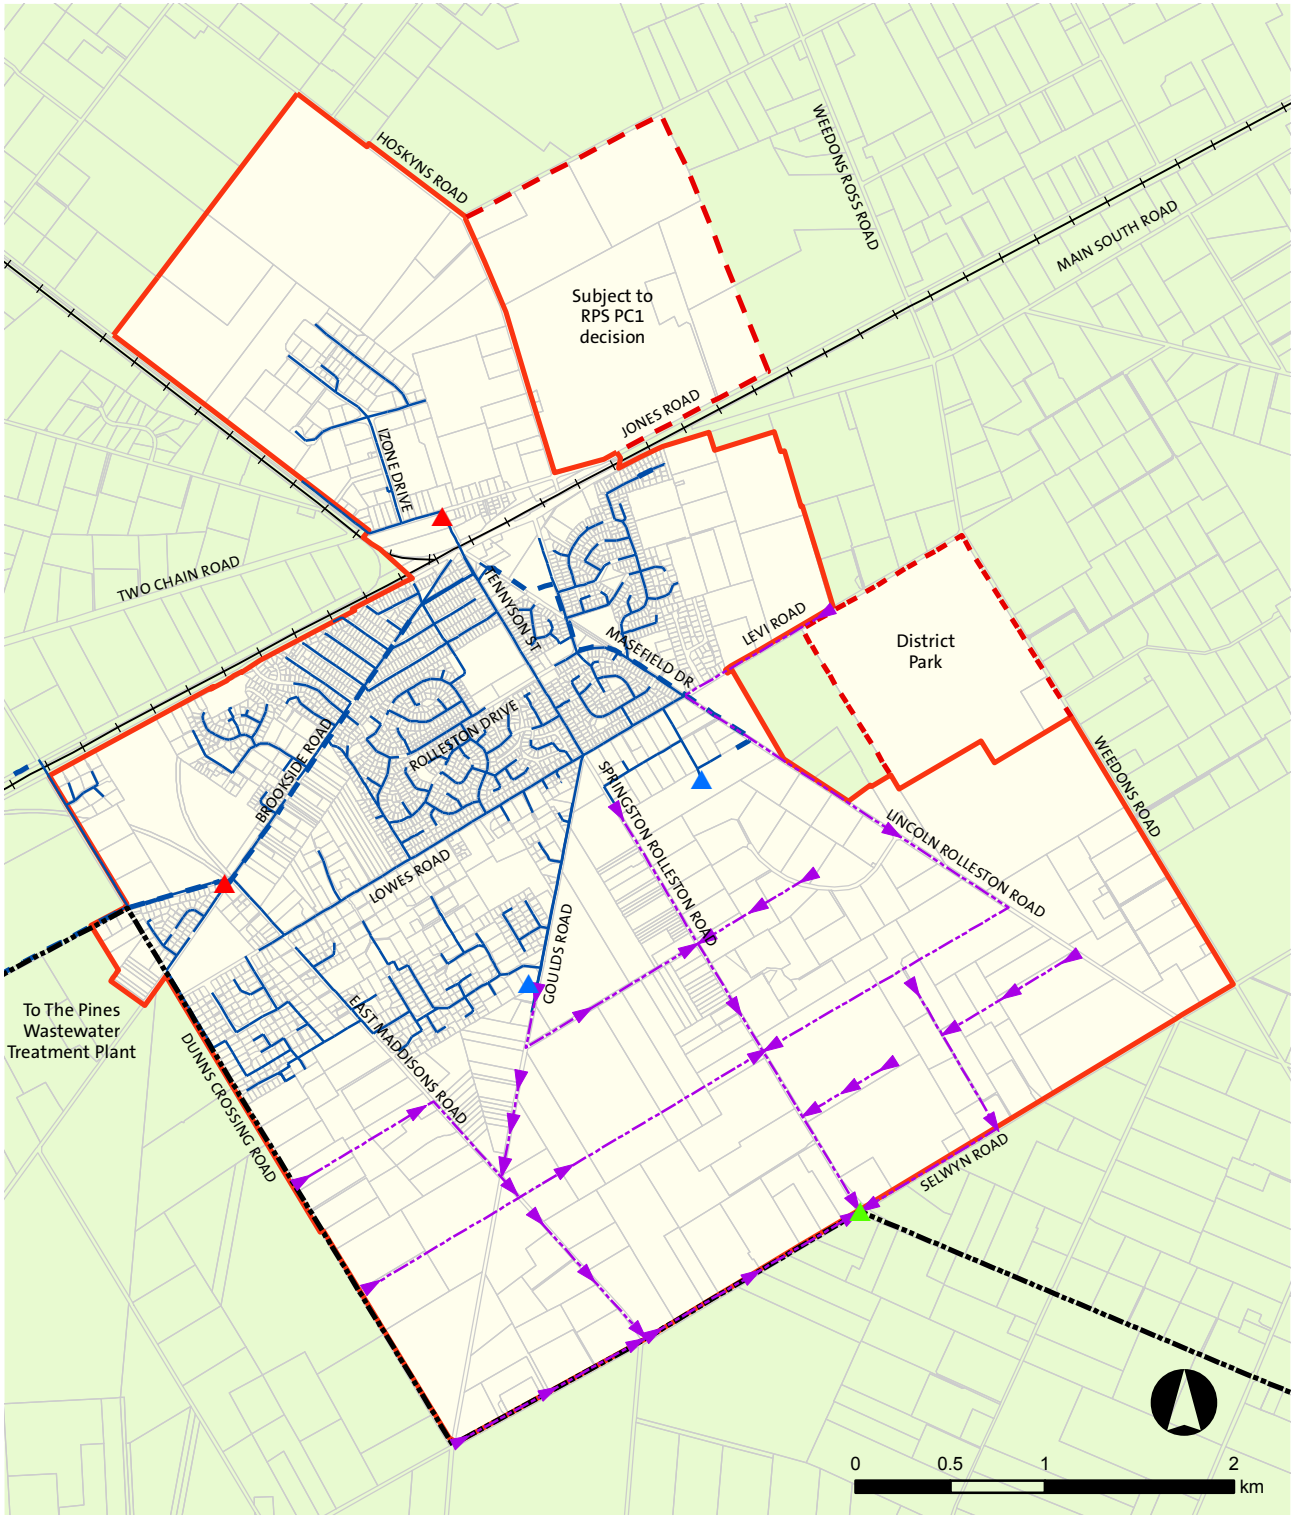 HOSKYNS ROAD
WEEDONS ROSS ROAD
MAIN SOUTH ROAD
Subject to
RPS PC1
decision
JONES ROAD
IZONE DRIVE
TWO CHAIN ROAD
TENNYSON ST
MASEFIELD DR
LEVI ROAD
District
Park
ROLLESTON DRIVE
BROOKSIDE ROAD
WEEDONS ROAD
SPRINGSTON ROLLESTON ROAD
LINCOLN ROLLESTON ROAD
LOWES ROAD
GOULDS ROAD
EAST MADDISONS ROAD
To The Pines
Wastewater
Treatment Plant
DUNNS CROSSING ROAD
SELWYN ROAD
0 0.5 1 2
km